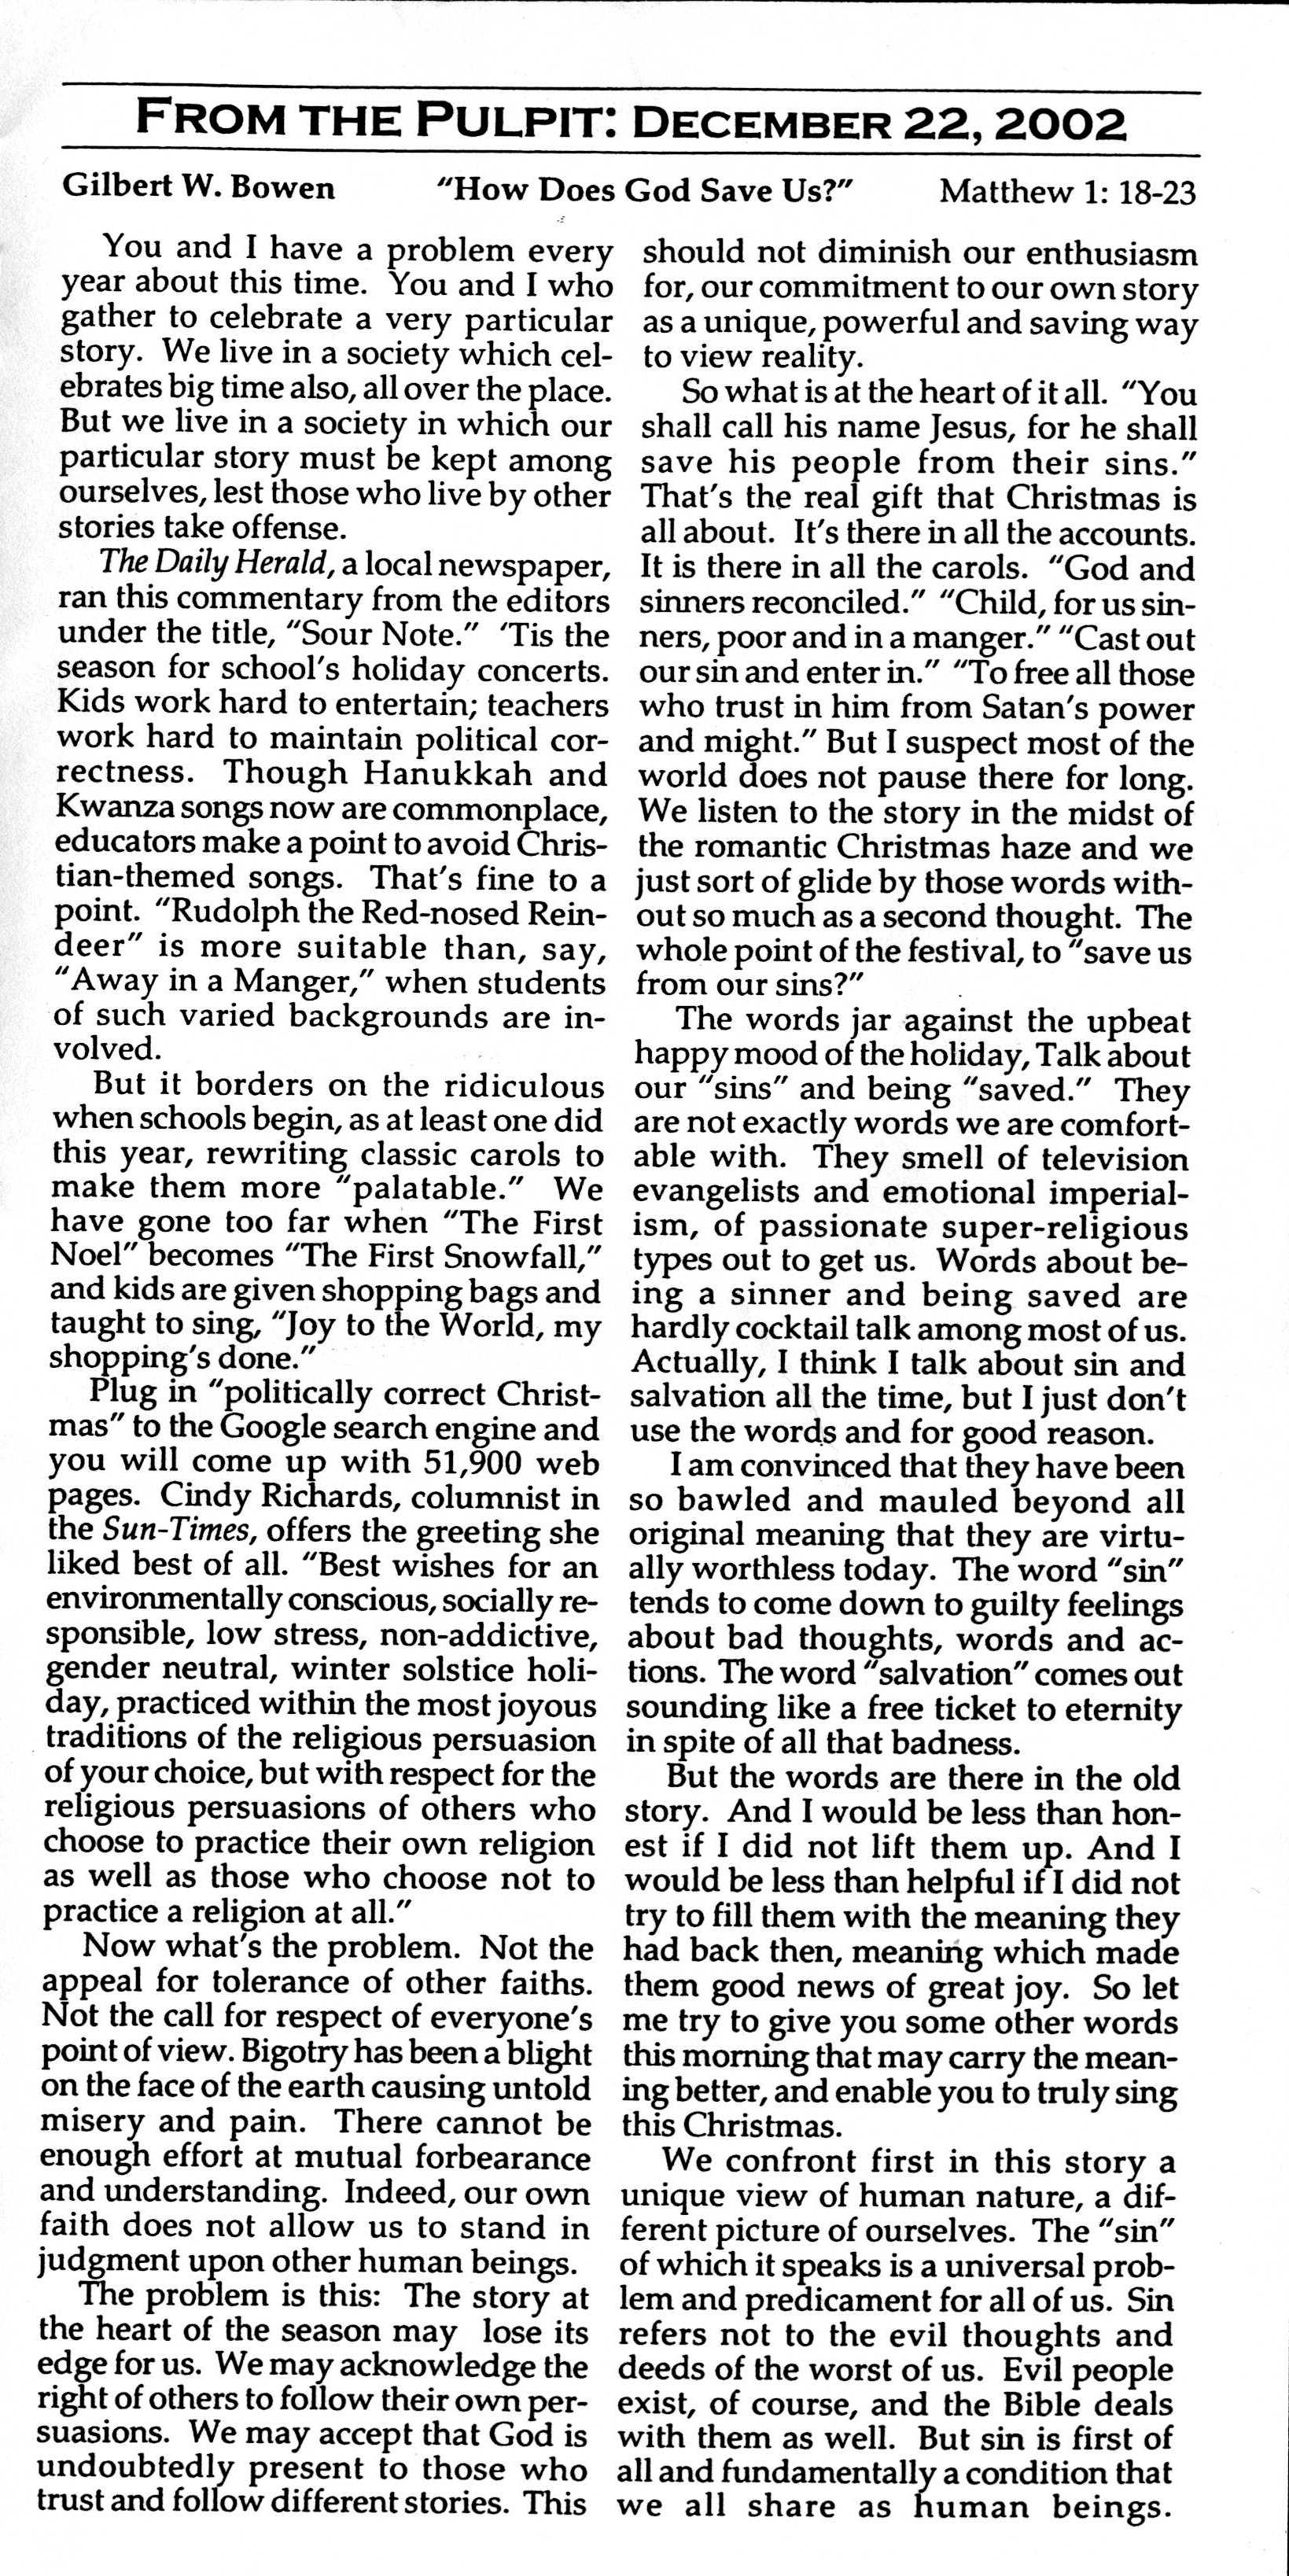 FROM THE PULPIT: DECEMBER 22, 2002
Gilbert W. Bowen "How Does God Save Us?" Matthew 1: 18-23
You and I have a problem every
year about this time. You and I who
gather to celebrate a very particular
story. We live in a society which cel-
ebrates big time also, all over the place.
But we live in a society in which our
particular story must be kept among
ourselves, lest those who live by other
stories take offense.
The Daily Herald, a local newspaper,
ran this commentary from the editors
under the title, "Sour Note." 'Tis the
season for school's holiday concerts.
Kids work hard to entertain; teachers
work hard to maintain political cor-
rectness. Though Hanukkah and
Kwanza songs now are commonplace,
educators make a point to avoid Chris-
tian-themed songs. That's fine to a
point. "Rudolph the Red-nosed Rein-
deer" is more suitable than, say,
"Away in a Manger," when students
of such varied backgrounds are in-
volved.
But it borders on the ridiculous
when schools begin, as at least one did
this year, rewriting classic carols to
make them more "palatable." We
have gone too far when "The First
Noel" becomes "The First Snowfall,"
and kids are given shopping bags and
taught to sing, "Joy to the World, my
shopping's done."
Plug in "politically correct Christ-
mas" to the Google search engine and
you will come up with 51,900 web
pages. Cindy Richards, columnist in
the Sun-Times, offers the greeting she
liked best of all. "Best wishes for an
environmentally conscious, socially re-
sponsible, low stress, non-addictive,
gender neutral, winter solstice holi-
day, practiced within the most joyous
traditions of the religious persuasion
of your choice, but with respect for the
religious persuasions of others who
choose to practice their own religion
as well as those who choose not to
practice a religion at all."
Now what's the problem. Not the
appeal for tolerance of other faiths.
Not the call for respect of everyone's
point of view. Bigotry has been a blight
on the face of the earth causing untold
misery and pain. There cannot be
enough effort at mutual forbearance
and understanding. Indeed, our own
faith does not allow us to stand in
judgment upon other human beings.
The problem is this: The story at
the heart of the season may lose its
edge for us. We may acknowledge the
right of others to follow their own per-
suasions. We may accept that God is
undoubtedly present to those who
trust and follow different stories. This
should not diminish our enthusiasm
for, our commitment to our own story
as a unique, powerful and saving way
to view reality.
So what is at the heart of it all. "You
shall call his name Jesus, for he shall
save his people from their sins."
That's the real gift that Christmas is
all about. It's there in all the accounts.
It is there in all the carols. "God and
sinners reconciled." "Child, for us sin-
ners, poor and in a manger." "Cast out
our sin and enter in." "To free all those
who trust in him from Satan's power
and might." But I suspect most of the
world does not pause there for long.
We listen to the story in the midst of
the romantic Christmas haze and we
just sort of glide by those words with-
out so much as a second thought. The
whole point of the festival, to "save us
from our sins?"
The words jar against the upbeat
happy mood of the holiday, Talk about
our "sins" and being "saved." They
are not exactly words we are comfort-
able with. They smell of television
evangelists and emotional imperial-
ism, of passionate super-religious
types out to get us. Words about be-
ing a sinner and being saved are
hardly cocktail talk among most of us.
Actually, I think I talk about sin and
salvation all the time, but I just don't
use the words and for good reason.
I am convinced that they have been
so bawled and mauled beyond all
original meaning that they are virtu-
ally worthless today. The word "sin"
tends to come down to guilty feelings
about bad thoughts, words and ac-
tions. The word "salvation" comes out
sounding like a free ticket to eternity
in spite of all that badness.
But the words are there in the old
story. And I would be less than hon-
est if I did not lift them up. And I
would be less than helpful if I did not
try to fill them with the meaning they
had back then, meaning which made
them good news of great joy. So let
me try to give you some other words
this morning that may carry the mean-
ing better, and enable you to truly sing
this Christmas.
We confront first in this story a
unique view of human nature, a dif-
ferent picture of ourselves. The "sin"
of which it speaks is a universal prob-
lem and predicament for all of us. Sin
refers not to the evil thoughts and
deeds of the worst of us. Evil people
exist, of course, and the Bible deals
with them as well. But sin is first of
all and fundamentally a condition that
we all share as human beings.